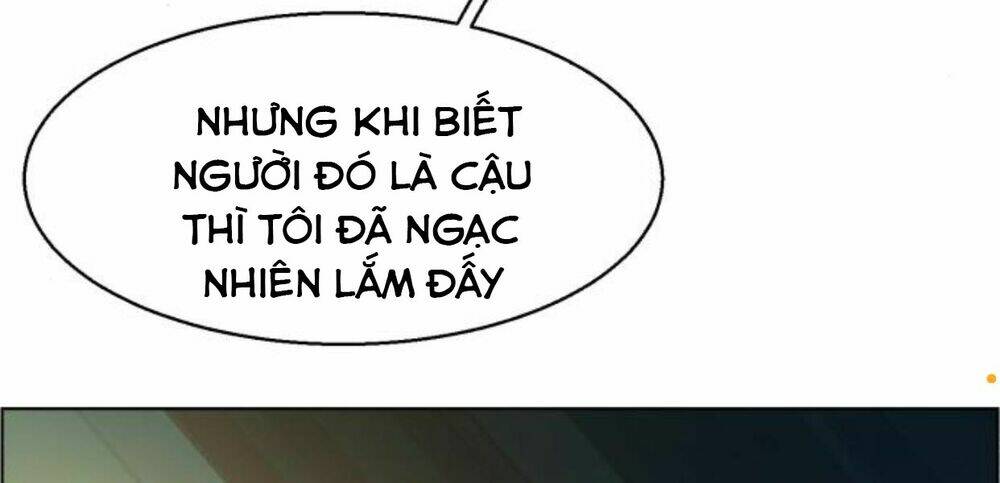 NHƯNG KHI BIẾT
NGƯỜI ĐÓ LÀ CẬU
THÌ TÔI ĐÃ NGẠC
NHIÊN LẮM ĐẤY